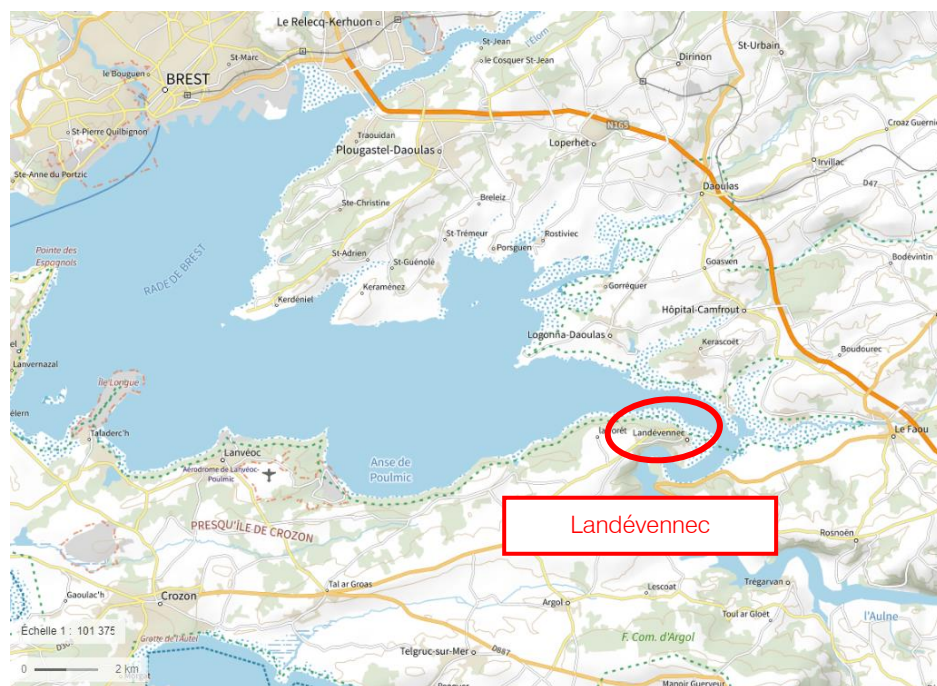 Le Relecq-Kerhuon
St-Jean
l'Elorn
le Cosquer St-Jean
St-Urbain
Dirinon
St-Marc
le Bouguen
BREST
St-Pierre Quilbignon
N165
Croaz Guernic
Traouidan
Plougastel-Daoulas
Loperhet
Ste-Anne du Portzic
Irvillac
D47
Daoulas
Breleiz
Ste-Christine
St-Trémeur
Rostiviec
Porsguen
Pointe des
Espagnols
St-Adrien
St-Guénolé
Goasven
Bodévintin
RADE DE BREST
Keraménez
Gorréquer
Kerdéniel
Hôpital-Camfrout
Logonna-Daoulas
Kerascoët
Boudourec
Lanvernazal
Île Longue
Landévennec
Le Faou
Taladerc'h
Lanvéoc
Aérodrome de Lanvéoc-
Poulmic
Anse de
Poulmic
Landévennec
PRESQU'ÎLE DE CROZON
Rosnoën
Tal ar Groas
Lescoat
Trégarvan
Gaoulac'h
Crozon
Argol
Toul ar Gloët
l'Aulne
Échelle 1 : 101 375
Grotte de l'Autel
F. Com. d'Argol
Telgruc-sur-Mer
D887
0
2 km
Manoir Guerveur